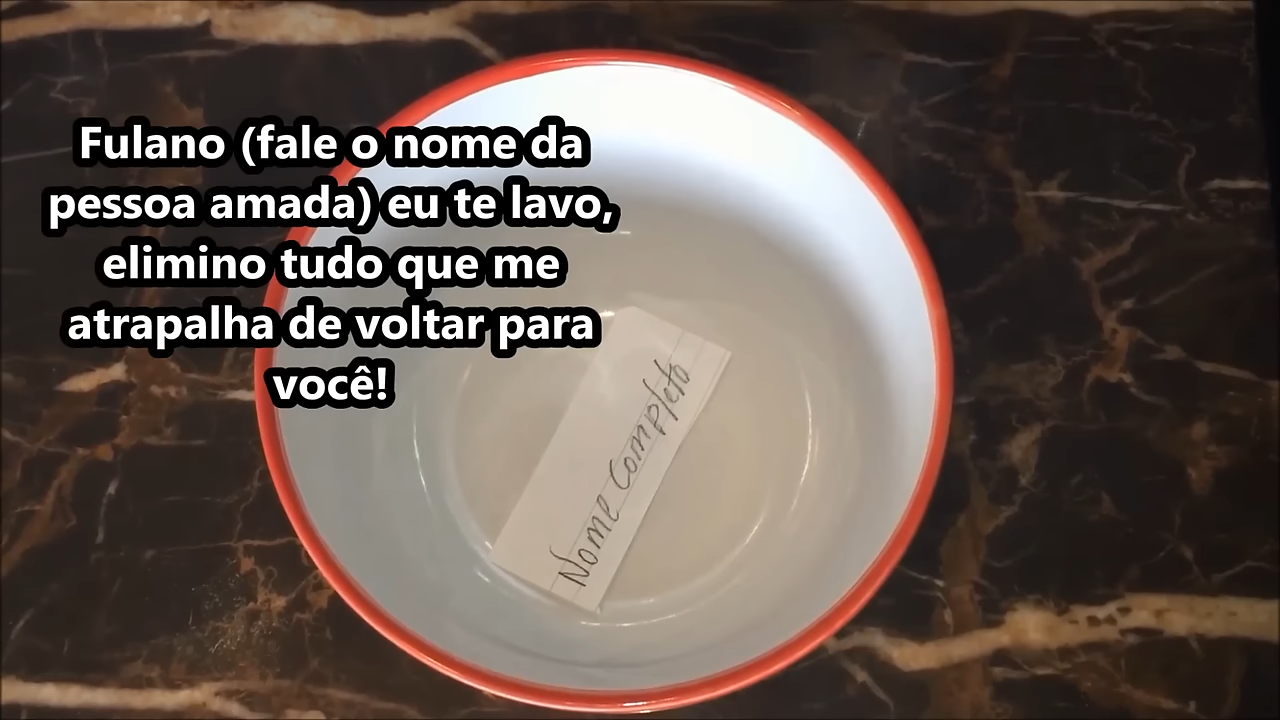 Fulano (fale o nome da
pessoa amada) eu te lavo,
elimino tudo que me
atrapalha de voltar para
você!
Nome Completo